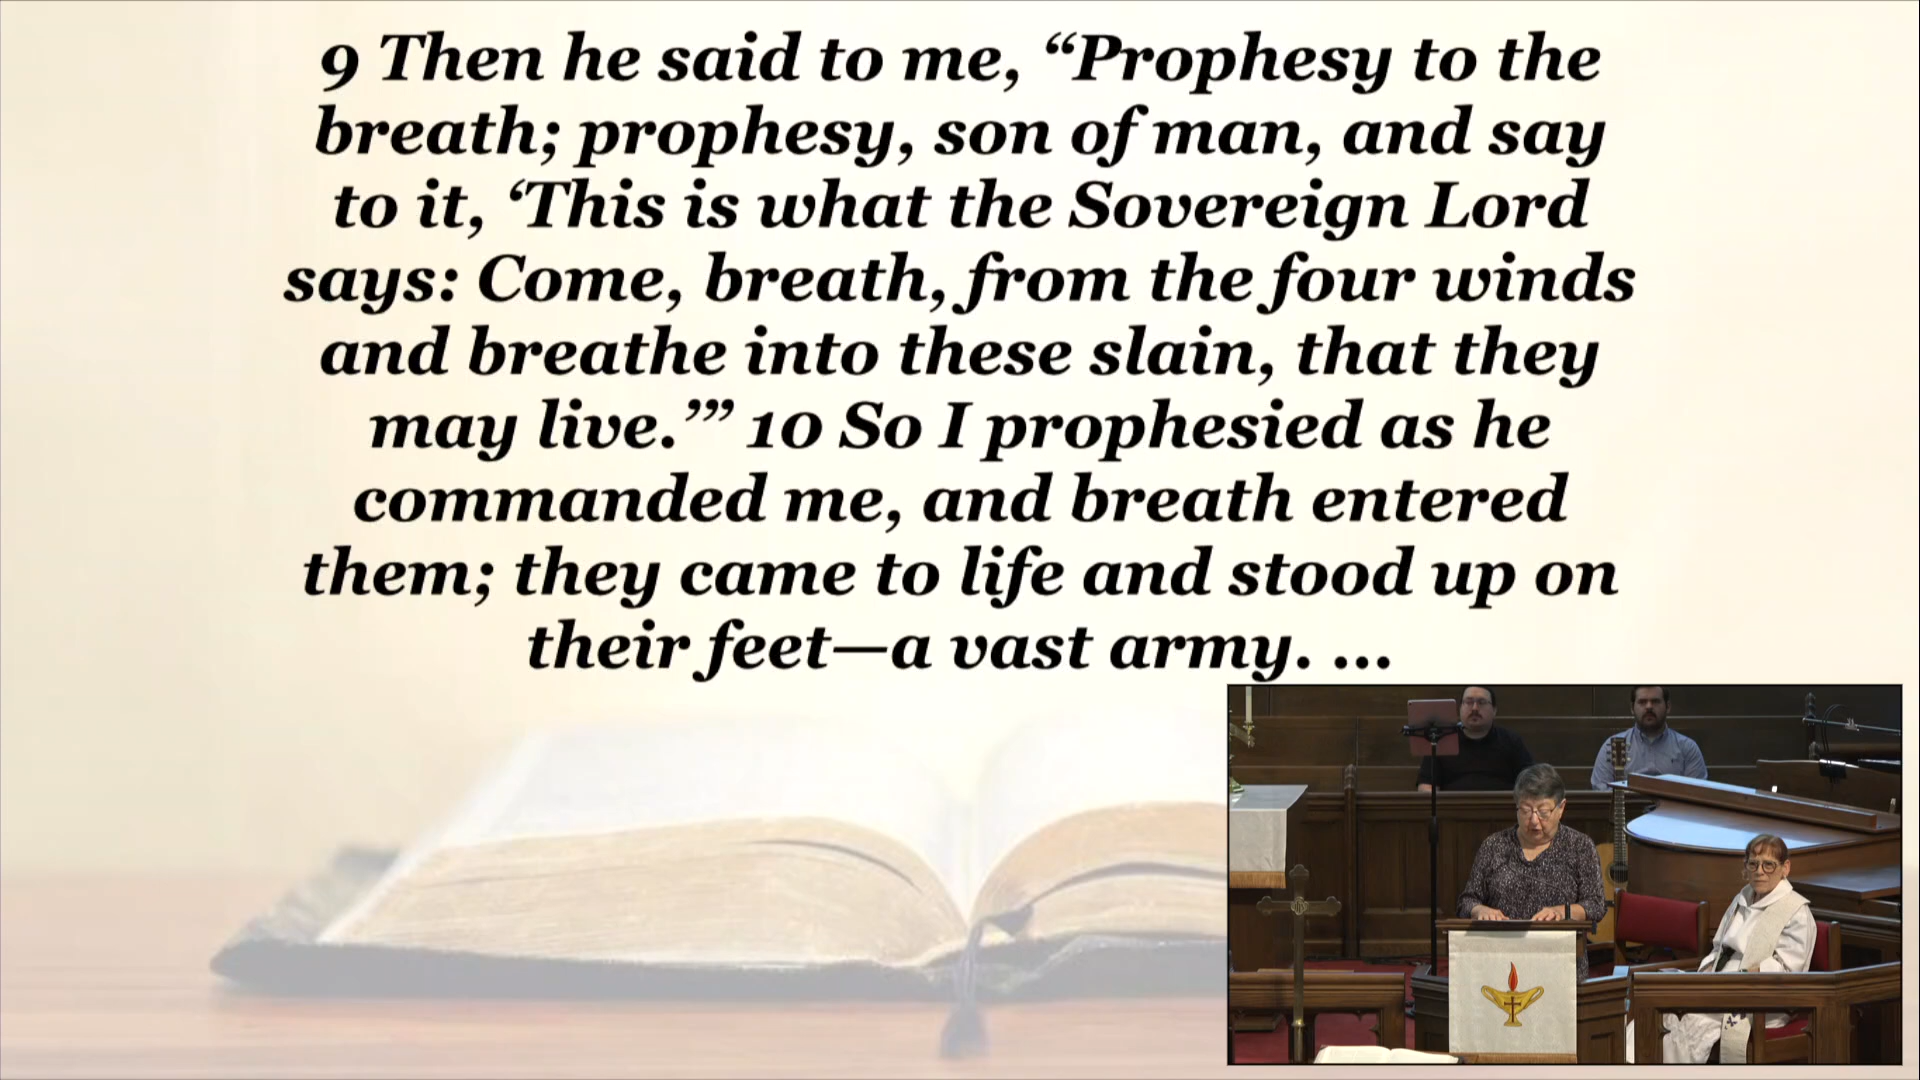 9 Then he said to me, “Prophesy to the
breath; prophesy, son of man, and say
to it, ‘This is what the Sovereign Lord
says: Come, breath, from the four winds
and breathe into these slain, that they
may live.’” 10 So I prophesied as he
commanded me, and breath entered
them; they came to life and stood up on
their feet—a vast army. ...